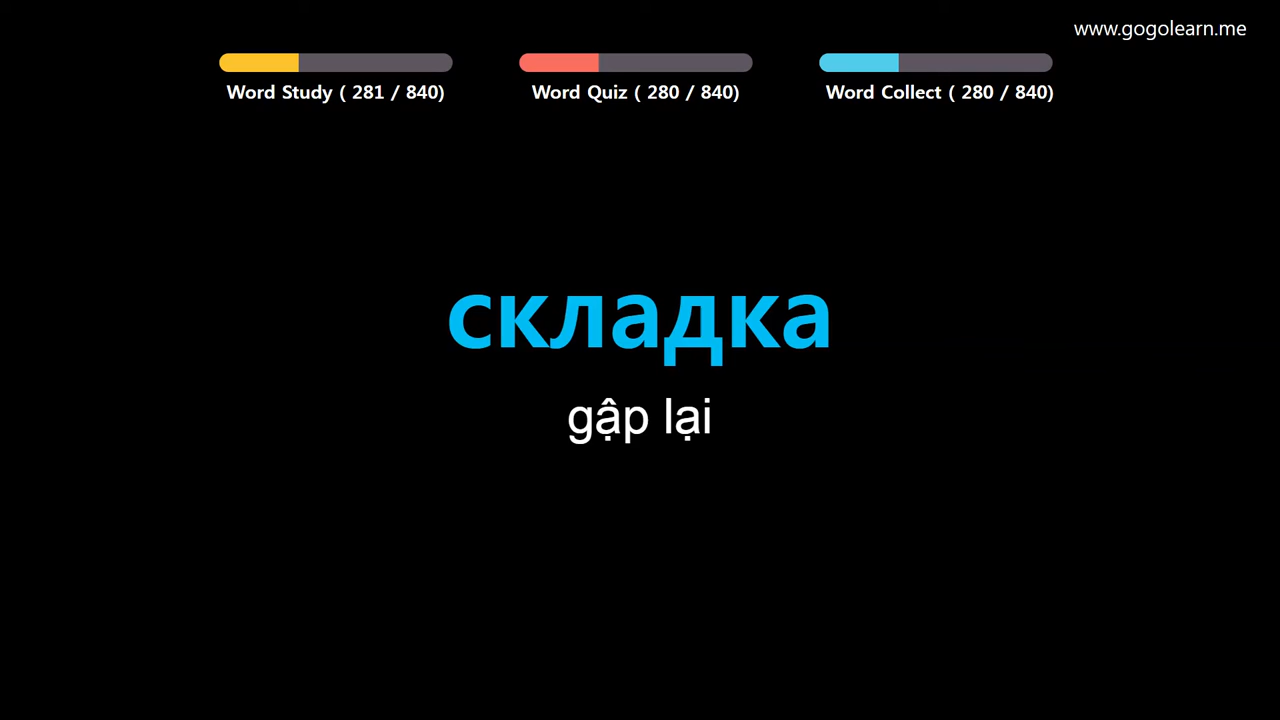 www.gogolearn.me
Word Study ( 281 / 840)
Word Quiz ( 280 / 840)
Word Collect ( 280 / 840)
складка
gập lại